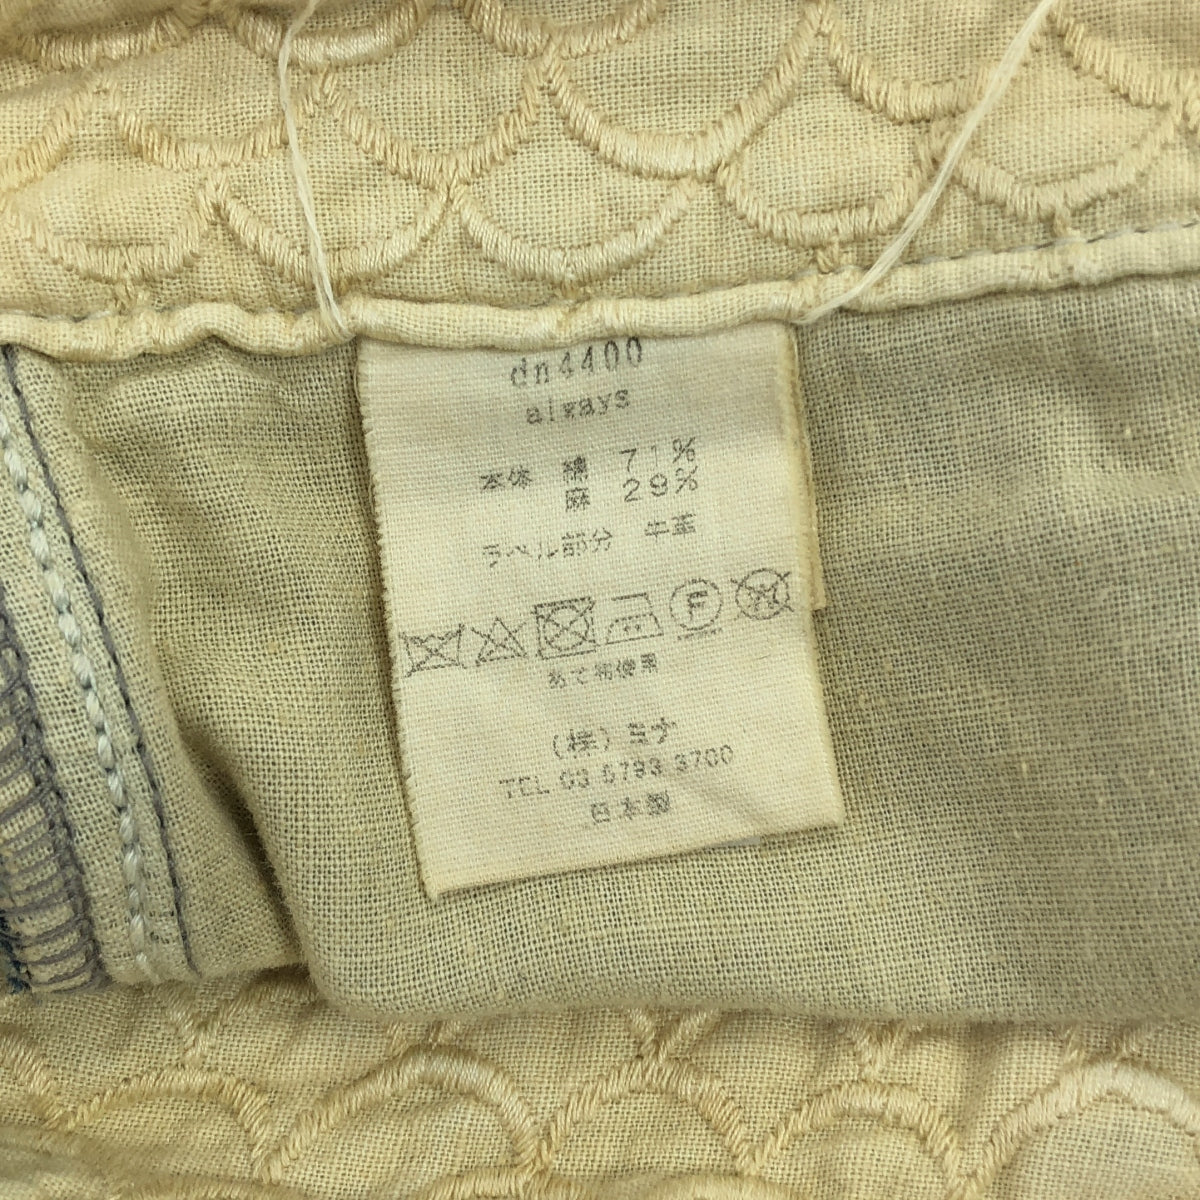 dn4400
always
本体 綿 71%
麻 29%
ラベル部分 牛革
F
あて布使用
(株)ミナ
TEL 03 6793 3700
日本製